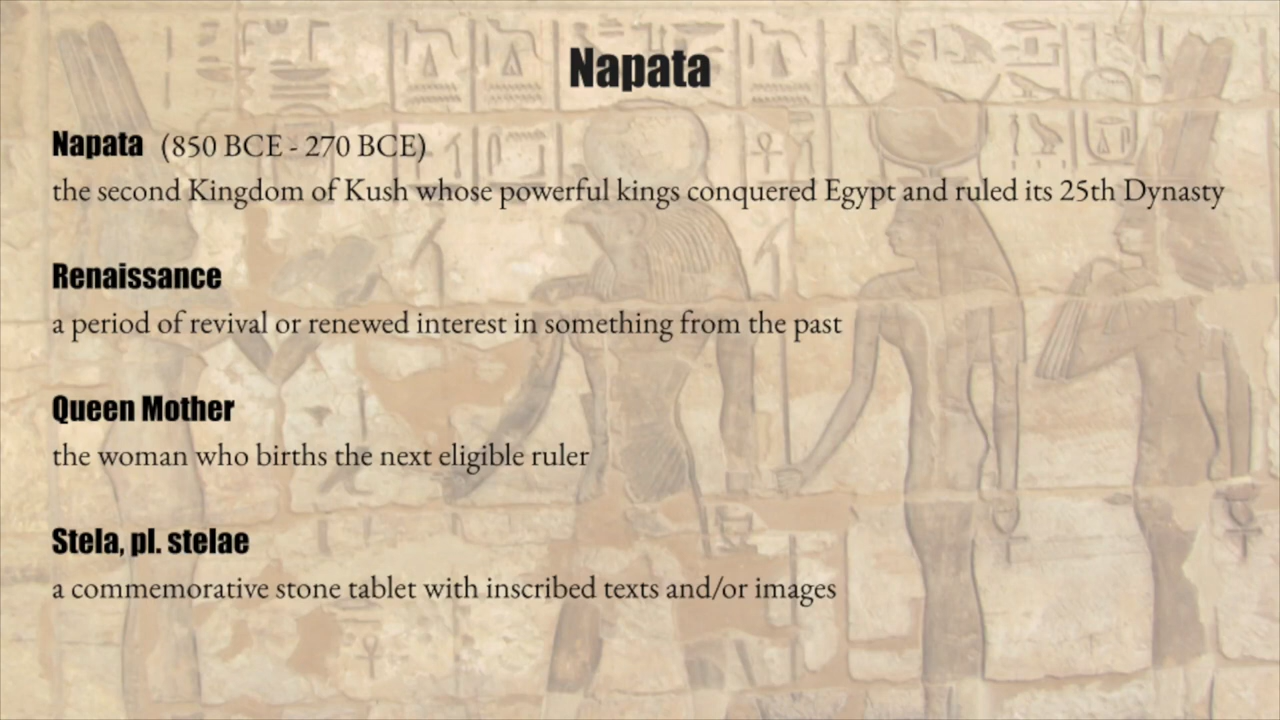 Napata
Napata (850 BCE - 270 BCE)
the second Kingdom of Kush whose powerful kings conquered Egypt and ruled its 25th Dynasty
Renaissance
a period of revival or renewed interest in something from the past
Queen Mother
the woman who births the next eligible ruler
Stela, pl. stelae
a commemorative stone tablet with inscribed texts and/or images